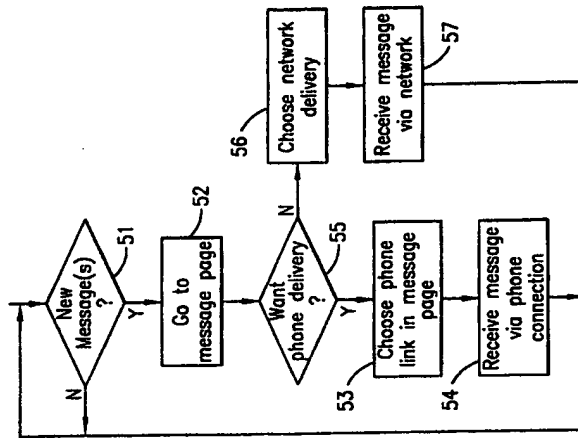 New
Message(s)
?
51
N
Y
Go to
message page
52
Want
phone delivery
?
55
N
Y
56
Choose network
delivery
Receive message
via network
57
Choose phone
link in message
page
53
Receive message
via phone
connection
54